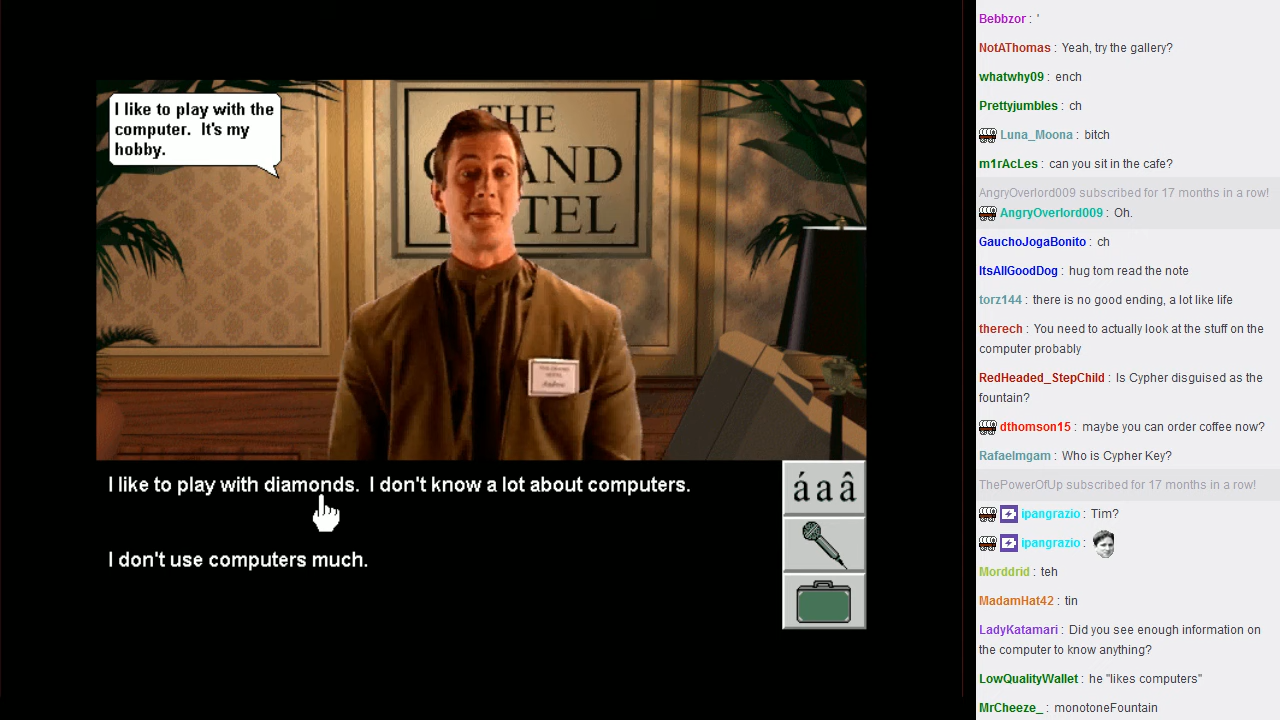 I like to play with the
computer. It's my
hobby.
THE
HOTEL
I like to play with diamonds. I don't know a lot about computers.
I don't use computers much.
á a â
Bebbzor : '
NotAThomas : Yeah, try the gallery?
whatwhy09 : ench
Prettyjumbles : ch
Luna_Moona : bitch
m1rAcLes : can you sit in the cafe?
AngryOverlord009 subscribed for 17 months in a row!
AngryOverlord009 : Oh.
GauchoJogaBonito : ch
ItsAllGoodDog : hug tom read the note
torz144 : there is no good ending, a lot like life
therech : You need to actually look at the stuff on the
computer probably
RedHeaded_StepChild : Is Cypher disguised as the
fountain?
dthomson15 : maybe you can order coffee now?
Rafaelmgam : Who is Cypher Key?
ThePowerOfUp subscribed for 17 months in a row!
ipangrazio : Tim?
ipangrazio :
Morddrid : teh
MadamHat42 : tin
LadyKatamari : Did you see enough information on
the computer to know anything?
LowQualityWallet : he "likes computers"
MrCheeze_ : monotoneFountain